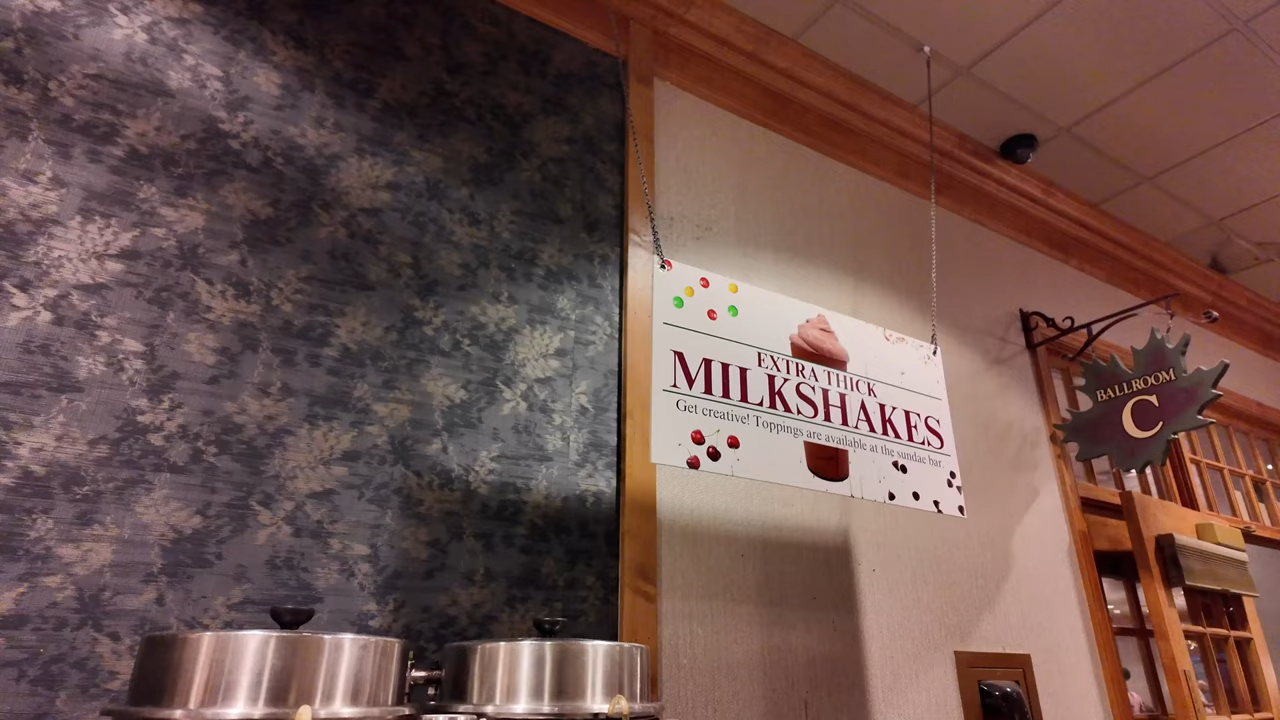 EXTRA THICK
MILKSHAKES
Get creative! Toppings are available at the sundae bar.
BALLROOM
C